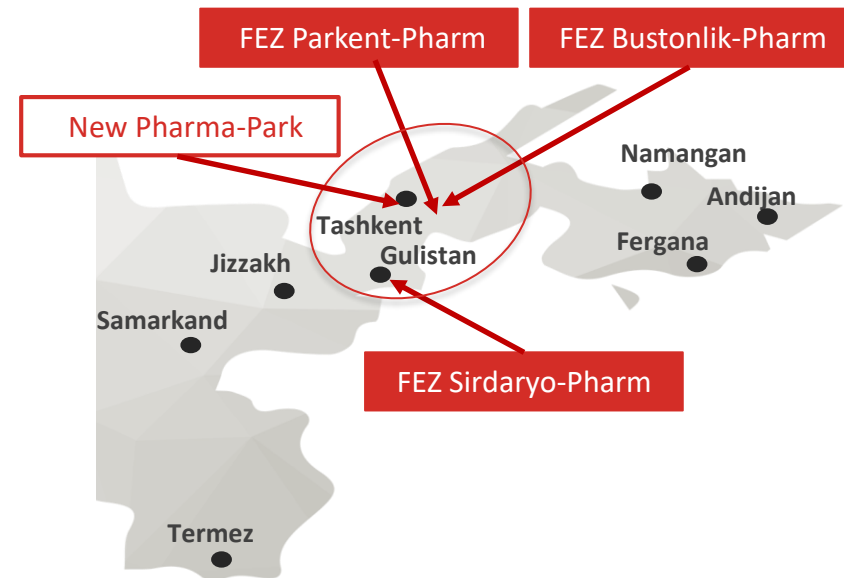 FEZ Parkent-Pharm
FEZ Bustonlik-Pharm
New Pharma-Park
Namangan
Andijan
Tashkent
Fergana
Gulistan
Jizzakh
Samarkand
FEZ Sirdaryo-Pharm
Termez